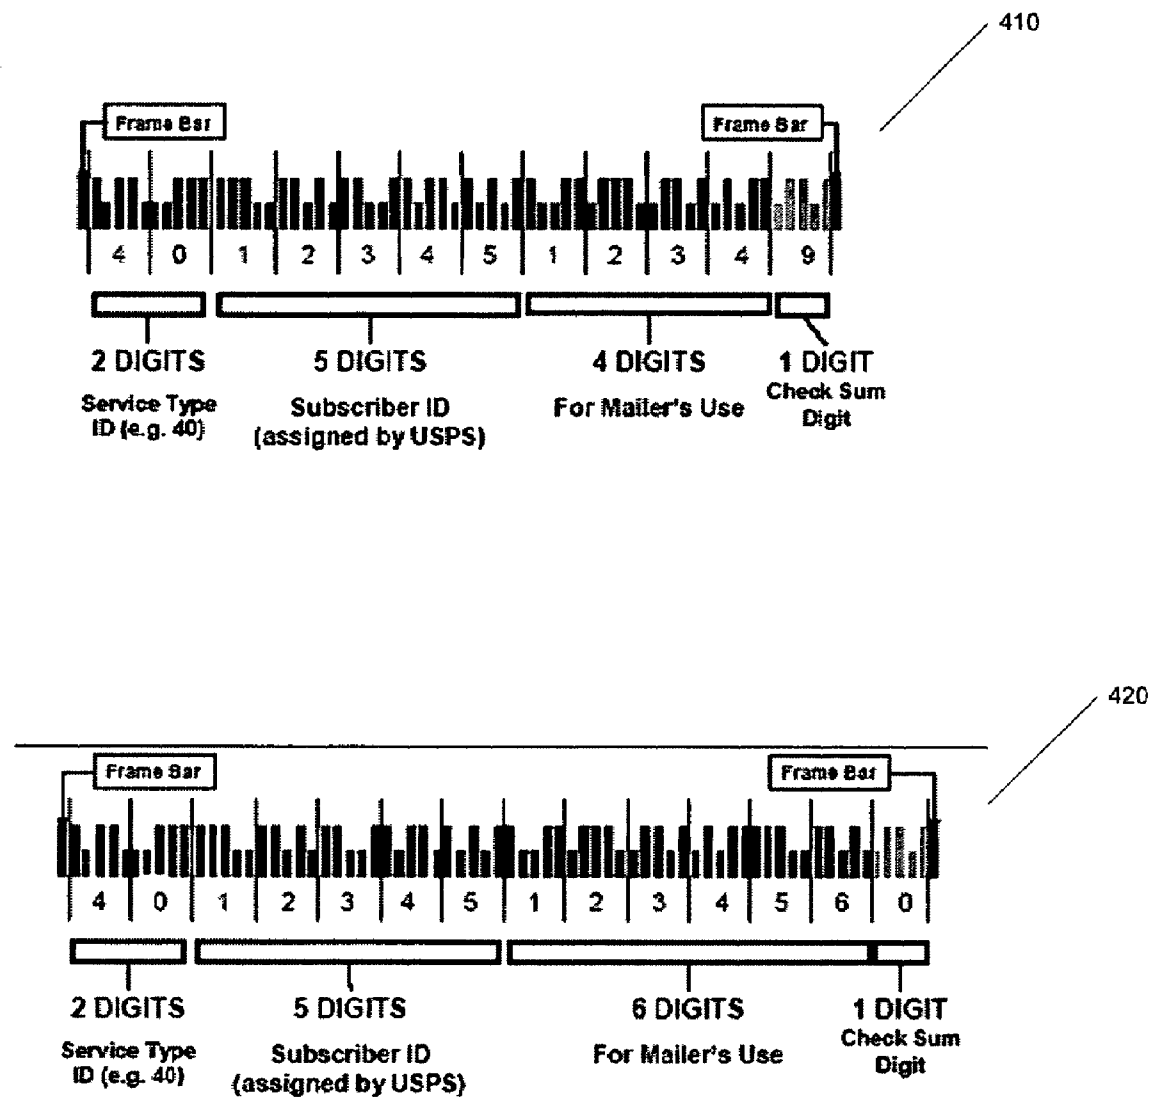 410
Frame Bar Frame Bar
4 0 1 2 3 4 5 1 2 3 4 9
2 DIGITS 5 DIGITS 4 DIGITS 1 DIGIT
Service Type Subscriber ID For Mailer's Use Check Sum
ID (e.g. 40) (assigned by USPS) Digit
420
Frame Bar Frame Bar
4 0 1 2 3 4 5 1 2 3 4 5 6 0
2 DIGITS 5 DIGITS 6 DIGITS 1 DIGIT
Service Type Subscriber ID For Mailer's Use Check Sum
ID (e.g. 40) (assigned by USPS) Digit